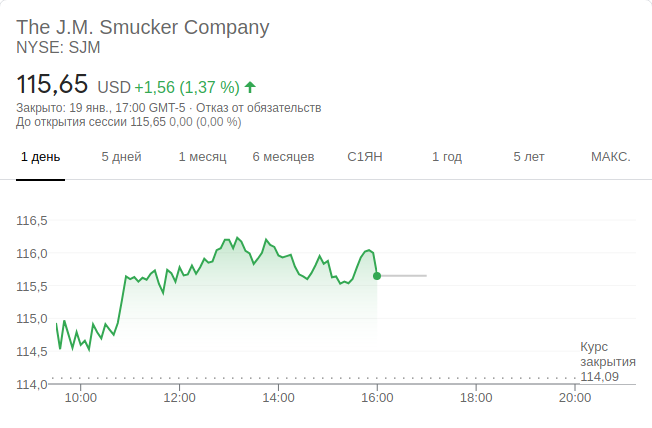 The J.M. Smucker Company
NYSE: SJM
115,65 USD +1,56 (1,37 %)
Закрыто: 19 янв., 17:00 GMT-5 · Отказ от обязательств
До открытия сессии 115,65 0,00 (0,00 %)
1 день 5 дней 1 месяц 6 месяцев С1ЯН 1 год 5 лет МАКС.
116,5
116,0
115,5
115,0
114,5
Курс
закрытия
114,09
114,0
10:00 12:00 14:00 16:00 18:00 20:00